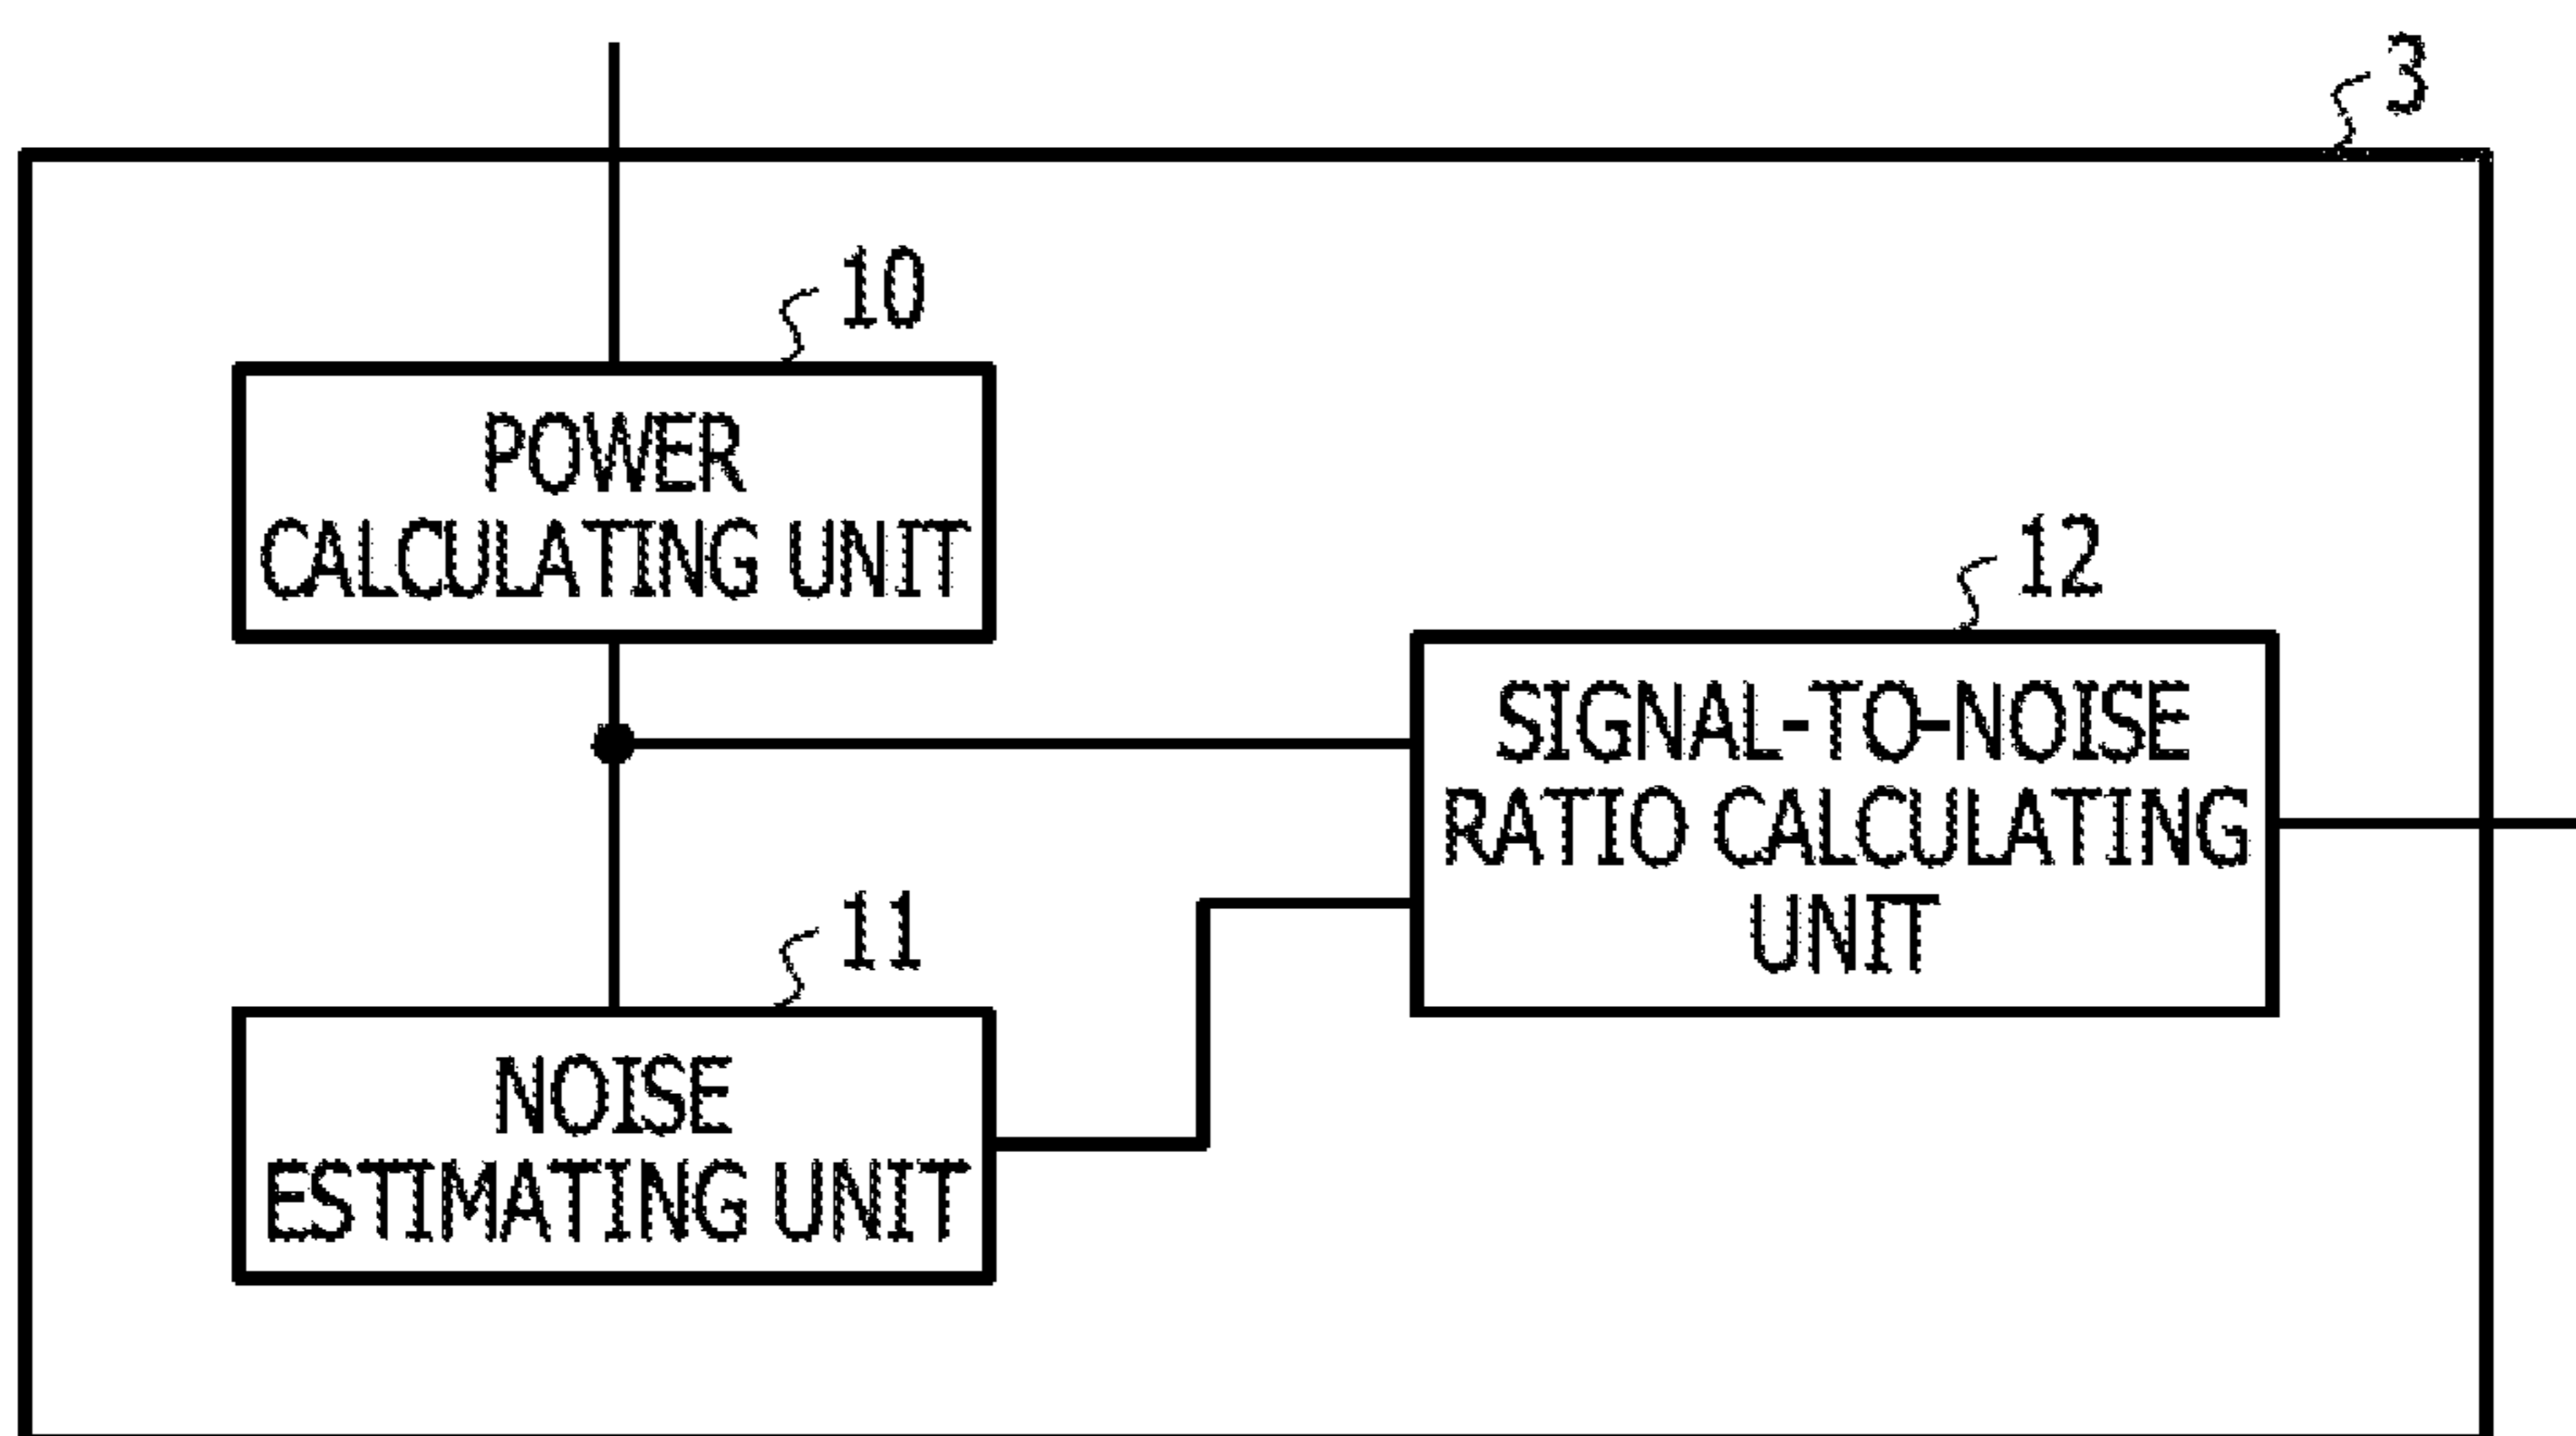 3
10
POWER
CALCULATING UNIT
12
SIGNAL-TO-NOISE
RATIO CALCULATING
UNIT
11
NOISE
ESTIMATING UNIT